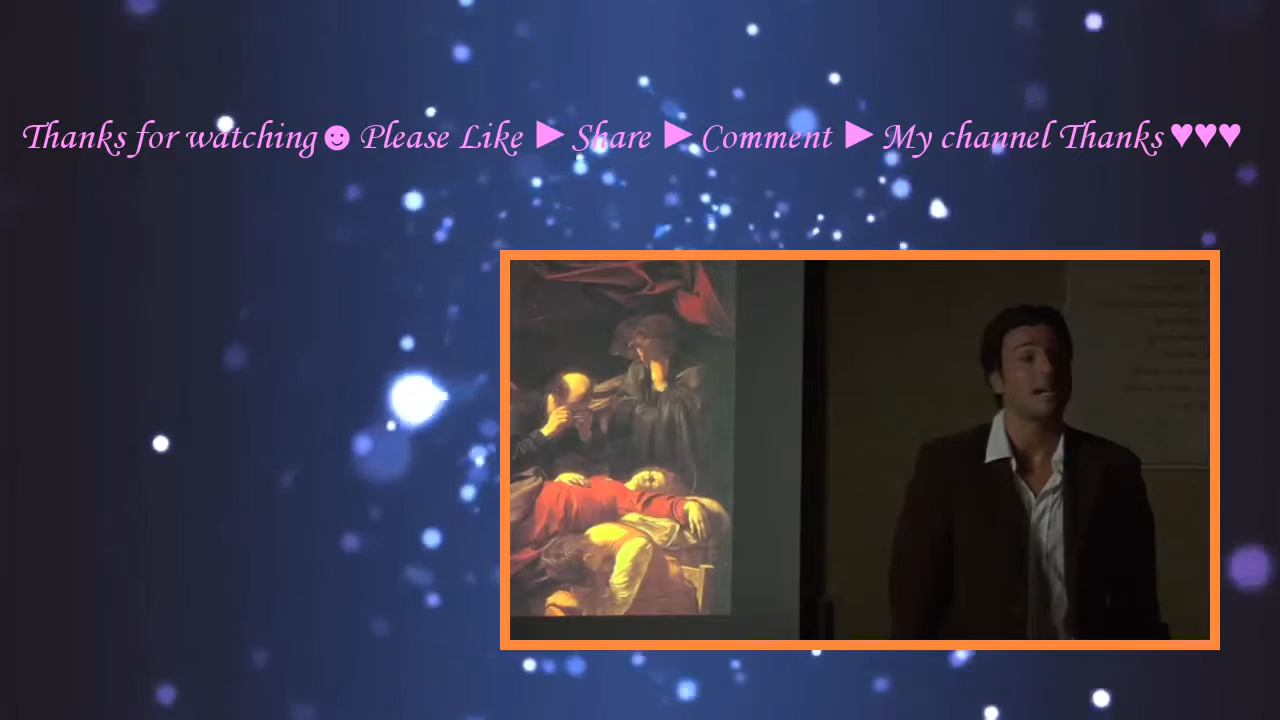 Thanks for watching☻Please Like ►Share ►Comment ►My channel Thanks♥♥♥